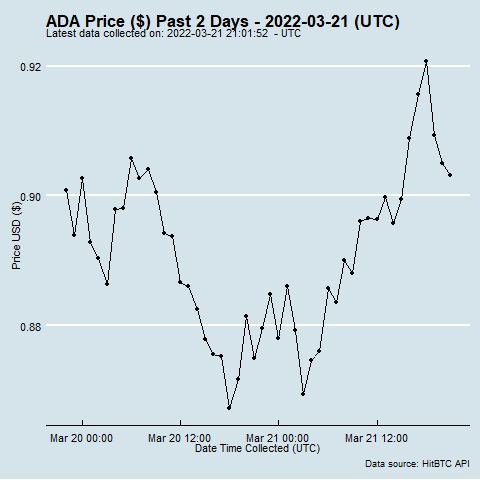 ADA Price ($) Past 2 Days - 2022-03-21 (UTC)
Latest data collected on: 2022-03-21 21:01:52 - UTC
0.92
0.90
0.88
Price USD ($)
Mar 20 00:00 Mar 20 12:00 Mar 21 00:00 Mar 21 12:00
Date Time Collected (UTC)
Data source: HitBTC API